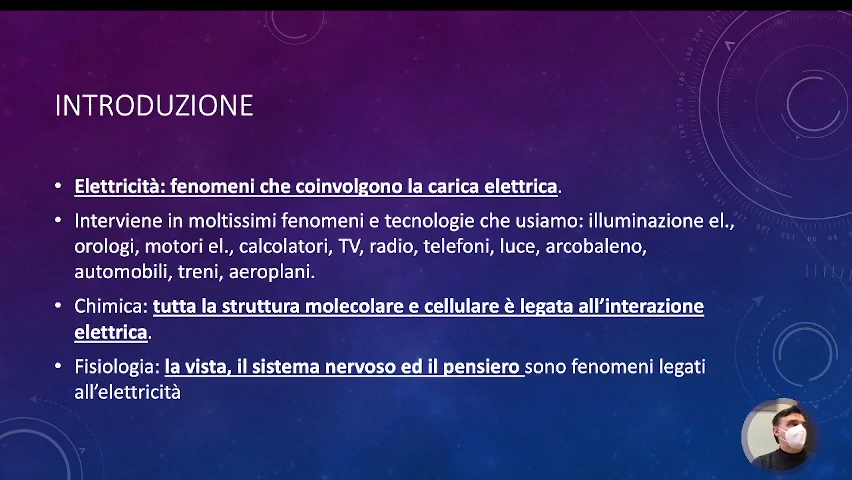 INTRODUZIONE
• Elettricità: fenomeni che coinvolgono la carica elettrica.
• Interviene in moltissimi fenomeni e tecnologie che usiamo: illuminazione el.,
orologi, motori el., calcolatori, TV, radio, telefoni, luce, arcobaleno,
automobili, treni, aeroplani.
• Chimica: tutta la struttura molecolare e cellulare è legata all'interazione
elettrica.
• Fisiologia: la vista, il sistema nervoso ed il pensiero sono fenomeni legati
all'elettricità